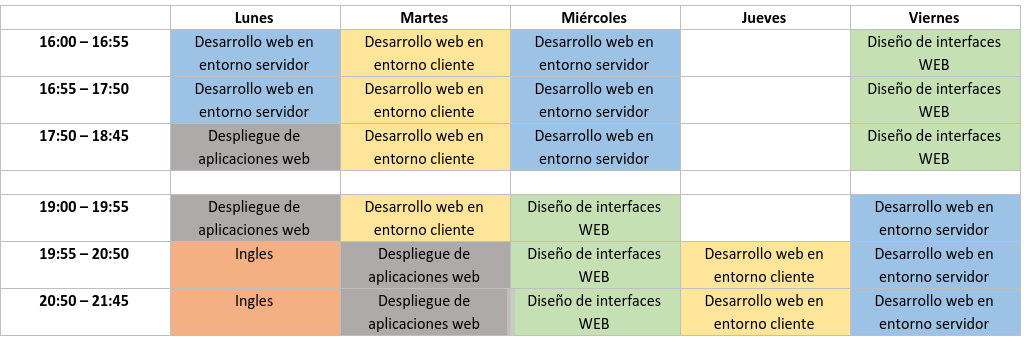 Lunes Martes Miércoles Jueves Viernes
16:00 – 16:55 Desarrollo web en Desarrollo web en Desarrollo web en Diseño de interfaces
entorno servidor entorno cliente entorno servidor WEB
16:55 – 17:50 Desarrollo web en Desarrollo web en Desarrollo web en Diseño de interfaces
entorno servidor entorno cliente entorno servidor WEB
17:50 – 18:45 Despliegue de Desarrollo web en Desarrollo web en Diseño de interfaces
aplicaciones web entorno cliente entorno servidor WEB
19:00 – 19:55 Despliegue de Desarrollo web en Diseño de interfaces Desarrollo web en
aplicaciones web entorno cliente WEB entorno servidor
19:55 – 20:50 Ingles Despliegue de Diseño de interfaces Desarrollo web en Desarrollo web en
aplicaciones web WEB entorno cliente entorno servidor
20:50 – 21:45 Ingles Despliegue de Diseño de interfaces Desarrollo web en Desarrollo web en
aplicaciones web WEB entorno cliente entorno servidor